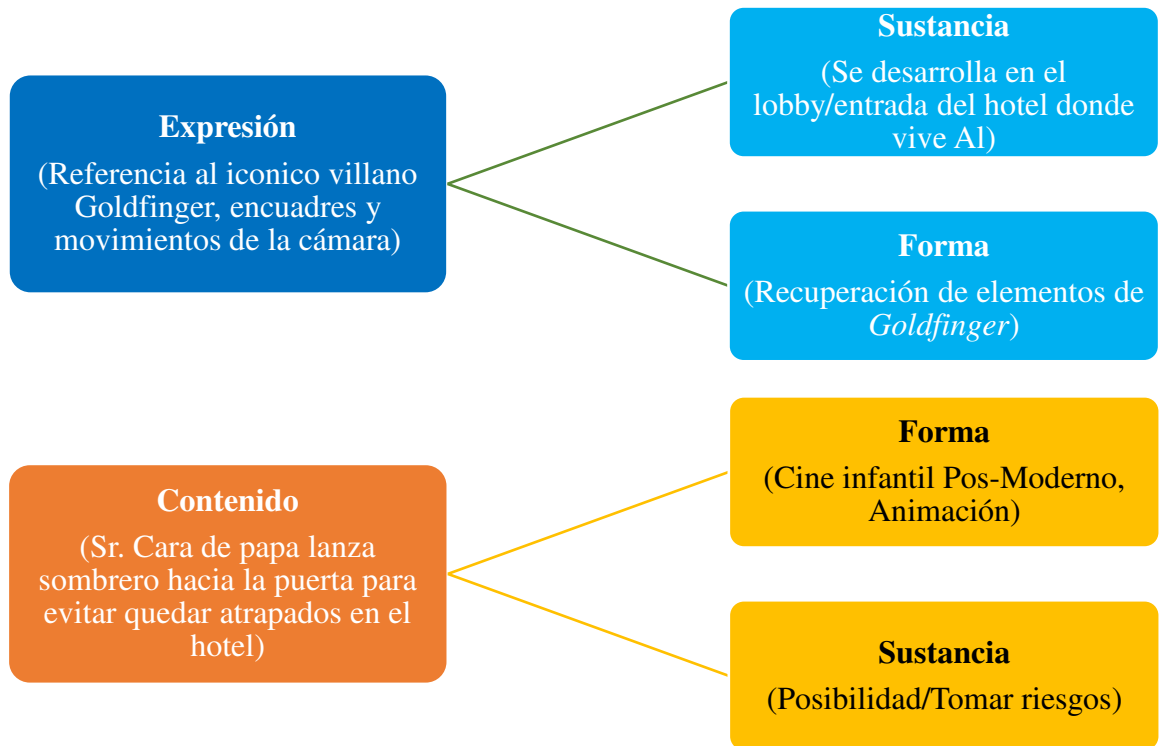 Expresión
(Referencia al iconico villano
Goldfinger, encuadres y
movimientos de la cámara)
Sustancia
(Se desarrolla en el
lobby/entrada del hotel donde
vive Al)
Forma
(Recuperación de elementos de
Goldfinger)
Contenido
(Sr. Cara de papa lanza
sombrero hacia la puerta para
evitar quedar atrapados en el
hotel)
Forma
(Cine infantil Pos-Moderno,
Animación)
Sustancia
(Posibilidad/Tomar riesgos)